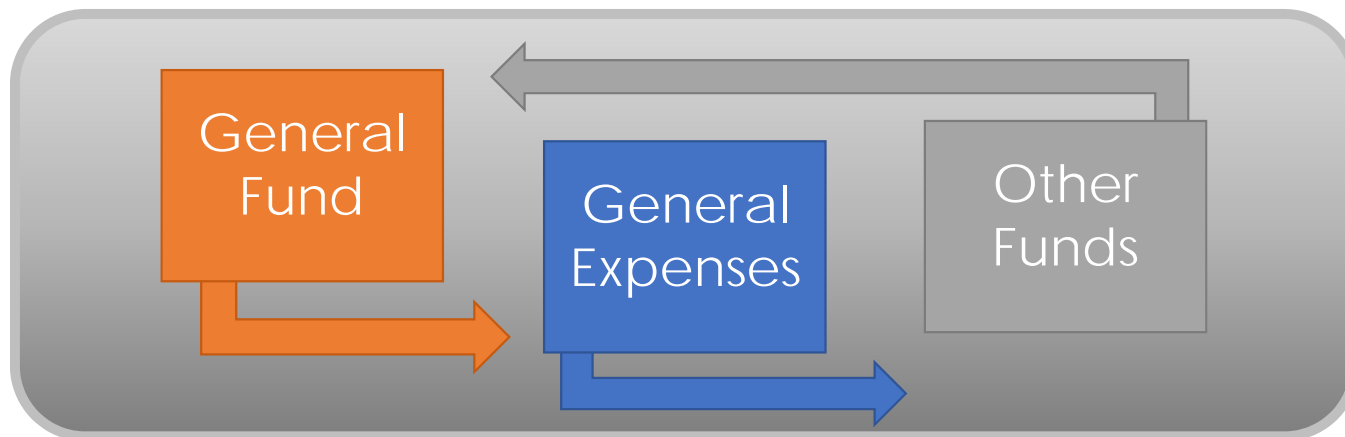 General
Fund
General
Expenses
Other
Funds